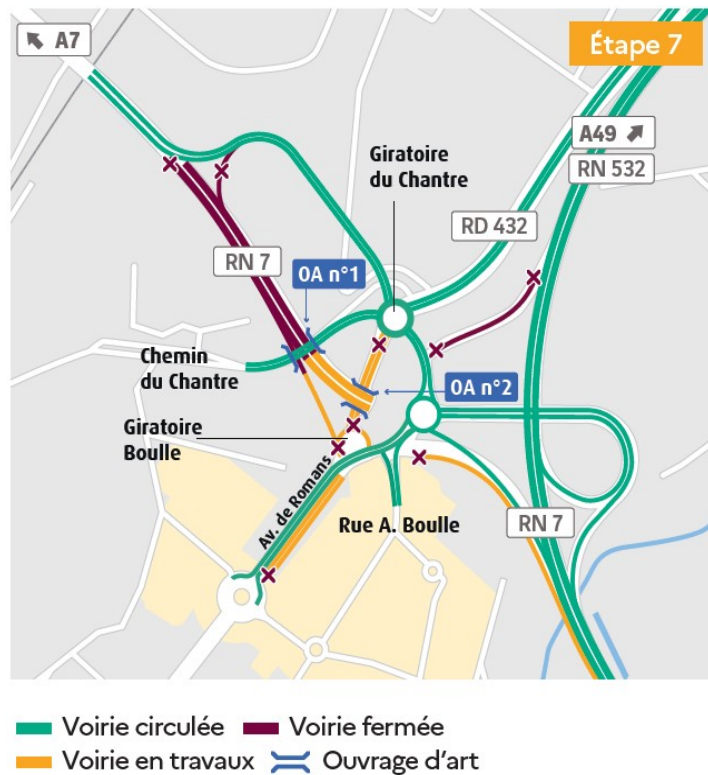 A7
Étape 7
A49
RN 532
Giratoire
du Chantre
RD 432
RN 7
OA n°1
Chemin
du Chantre
OA n°2
Giratoire
Boulle
Av. de Romans
Rue A. Boulle
RN 7
Voirie circulée
Voirie fermée
Voirie en travaux
Ouvrage d'art